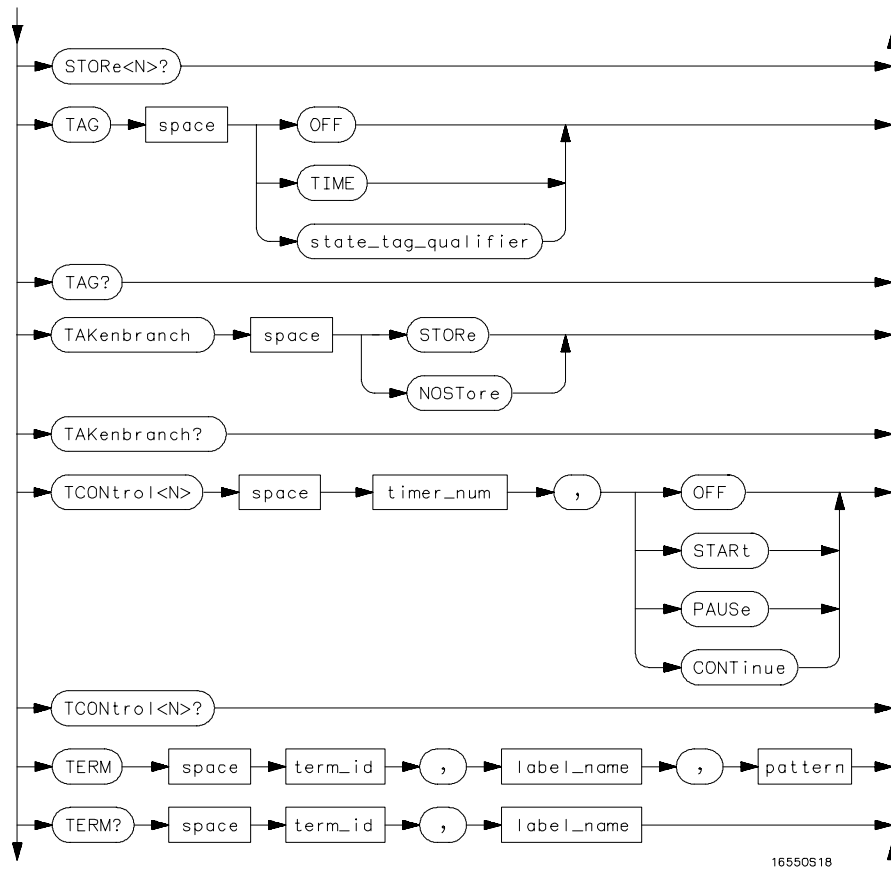 STORe<N>?
TAG space OFF
TIME
state_tag_qualifier
TAG?
TAKenbranch space STORe
NOSTore
TAKenbranch?
TCONtrol<N> space timer_num , OFF
STARt
PAUSe
CONTinue
TCONtrol<N>?
TERM space term_id , label_name , pattern
TERM? space term_id , label_name
16550S18